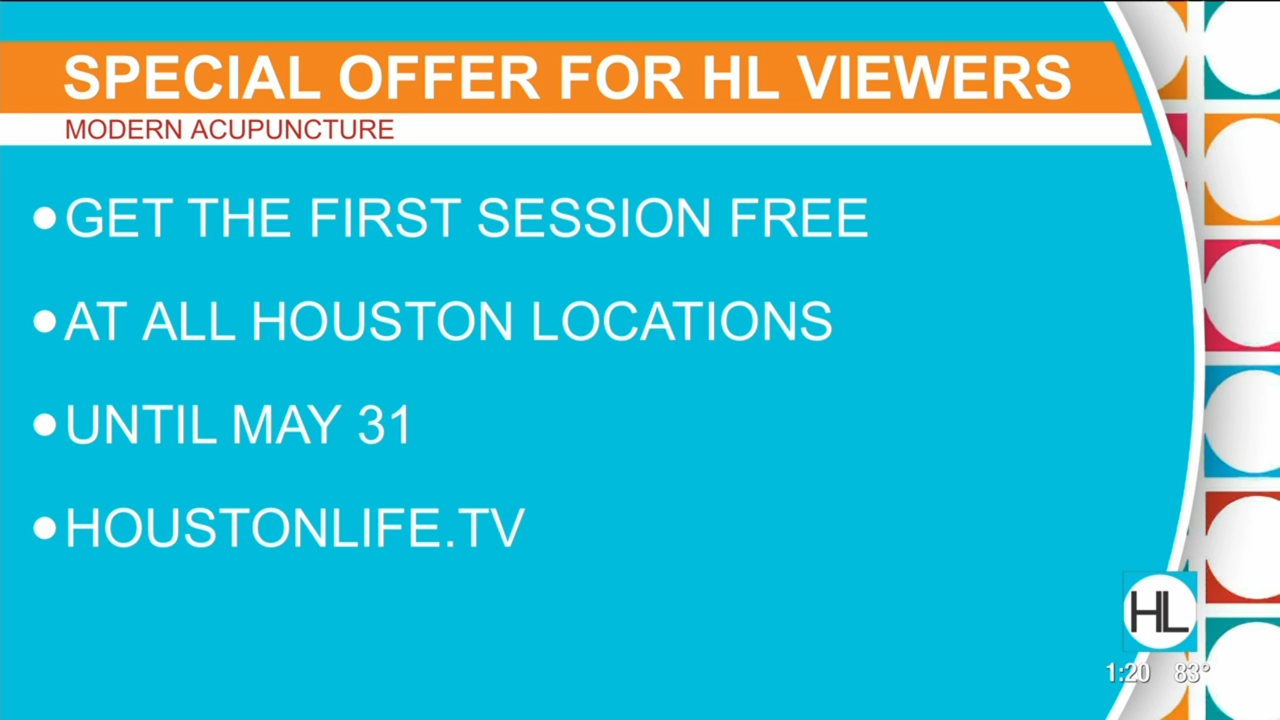 SPECIAL OFFER FOR HL VIEWERS
MODERN ACUPUNCTURE
•GET THE FIRST SESSION FREE
•AT ALL HOUSTON LOCATIONS
•UNTIL MAY 31
•HOUSTONLIFE.TV
HL
1:20 83°